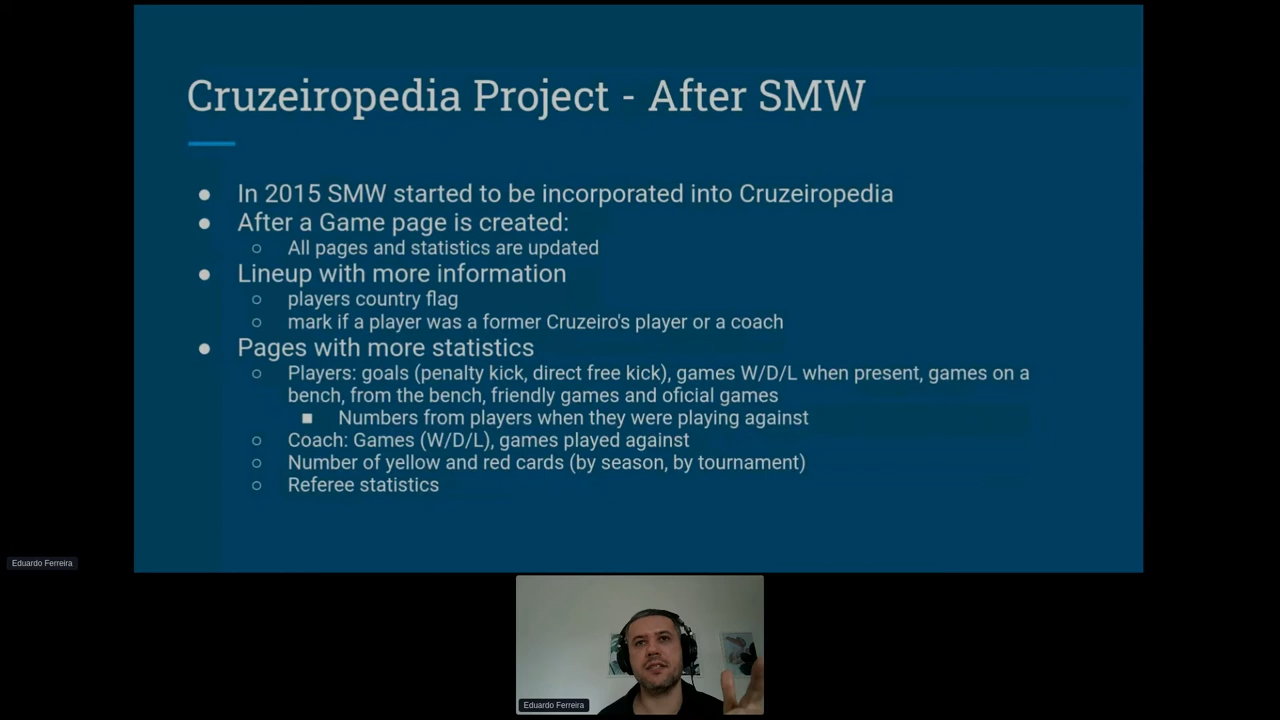 Cruzeiropedia Project - After SMW
● In 2015 SMW started to be incorporated into Cruzeiropedia
● After a Game page is created:
○ All pages and statistics are updated
● Lineup with more information
○ players country flag
○ mark if a player was a former Cruzeiro's player or a coach
● Pages with more statistics
○ Players: goals (penalty kick, direct free kick), games W/D/L when present, games on a
bench, from the bench, friendly games and oficial games
■ Numbers from players when they were playing against
○ Coach: Games (W/D/L), games played against
○ Number of yellow and red cards (by season, by tournament)
○ Referee statistics
Eduardo Ferreira
Eduardo Ferreira